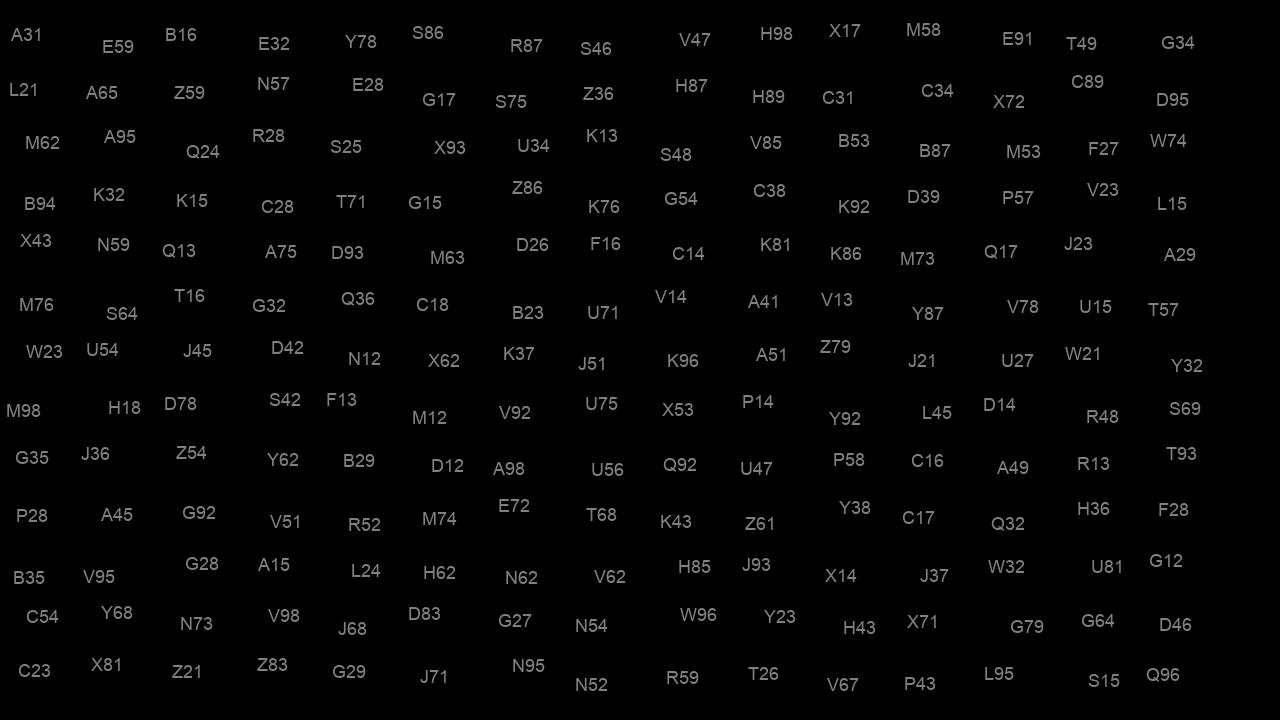 A31 E59 B16 E32 Y78 S86 R87 S46 V47 H98 X17 M58 E91 T49 G34
L21 A65 Z59 N57 E28 G17 S75 Z36 H87 H89 C31 C34 X72 C89 D95
M62 A95 Q24 R28 S25 X93 U34 K13 S48 V85 B53 B87 M53 F27 W74
B94 K32 K15 C28 T71 G15 Z86 K76 G54 C38 K92 D39 P57 V23 L15
X43 N59 Q13 A75 D93 M63 D26 F16 C14 K81 K86 M73 Q17 J23 A29
M76 S64 T16 G32 Q36 C18 B23 U71 V14 A41 V13 Y87 V78 U15 T57
W23 U54 J45 D42 N12 X62 K37 J51 K96 A51 Z79 J21 U27 W21 Y32
M98 H18 D78 S42 F13 M12 V92 U75 X53 P14 Y92 L45 D14 R48 S69
G35 J36 Z54 Y62 B29 D12 A98 U56 Q92 U47 P58 C16 A49 R13 T93
P28 A45 G92 V51 R52 M74 E72 T68 K43 Z61 Y38 C17 Q32 H36 F28
B35 V95 G28 A15 L24 H62 N62 V62 H85 J93 X14 J37 W32 U81 G12
C54 Y68 N73 V98 J68 D83 G27 N54 W96 Y23 H43 X71 G79 G64 D46
C23 X81 Z21 Z83 G29 J71 N95 N52 R59 T26 V67 P43 L95 S15 Q96